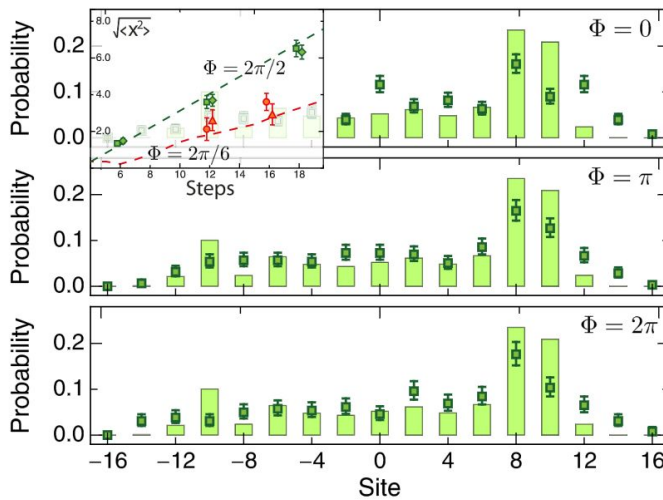 8.0
√⟨x²⟩
6.0
Φ = 2π/2
4.0
2.0
Φ = 2π/6
6 8 10 12 14 16 18
Steps
Probability
0.2
0.1
0.0
Φ = 0
Probability
0.2
0.1
0.0
Φ = π
Probability
0.2
0.1
0.0
Φ = 2π
−16 −12 −8 −4 0 4 8 12 16
Site